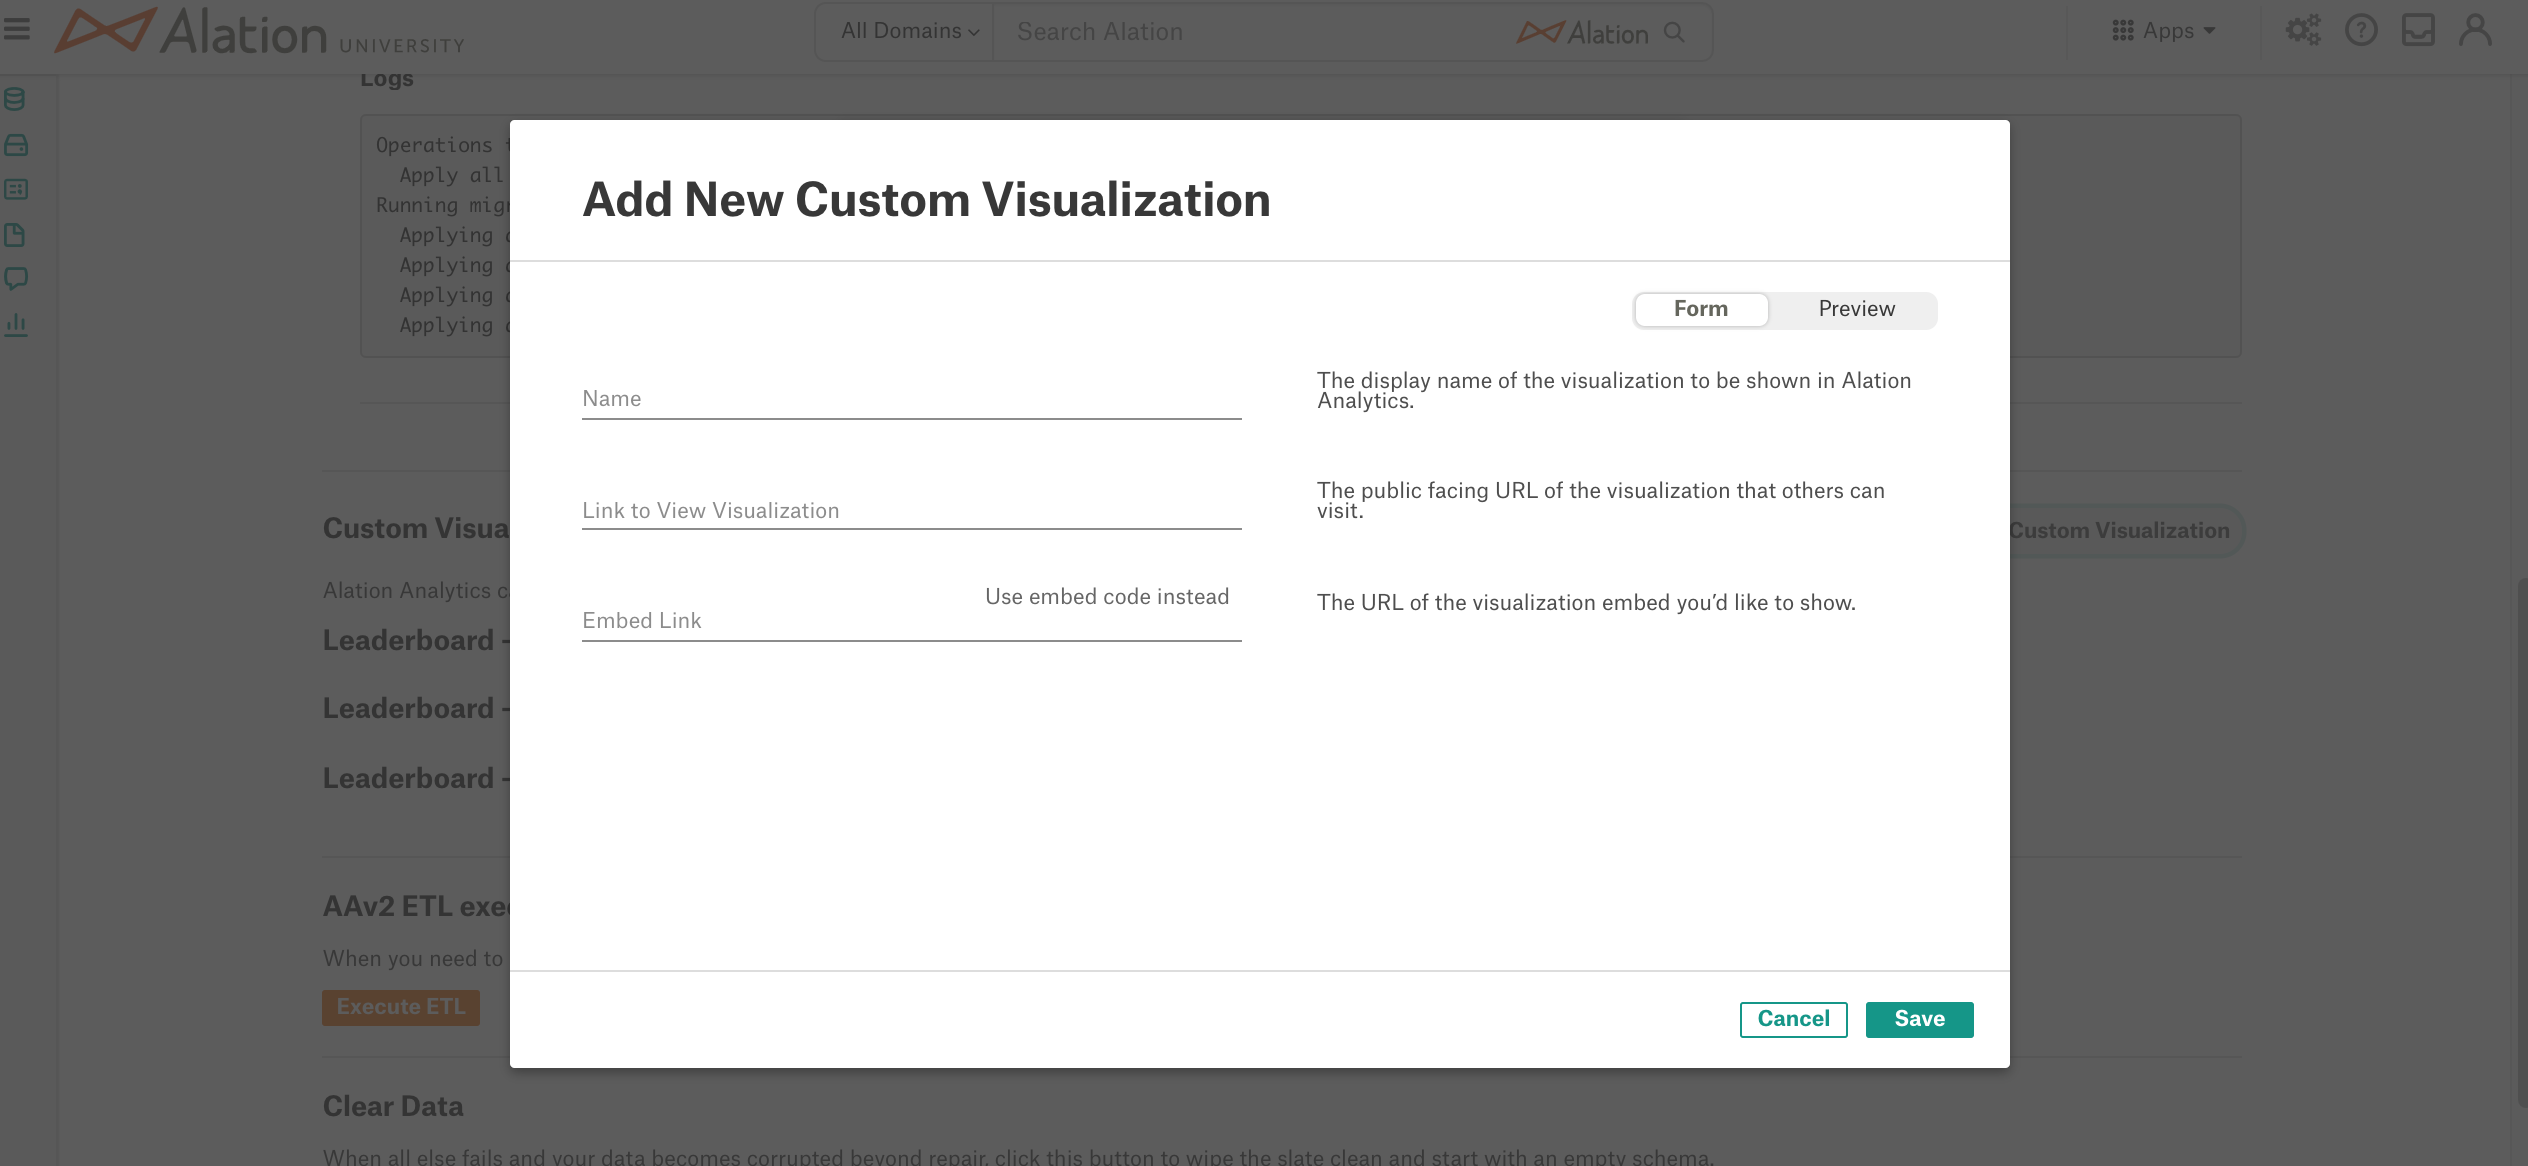 Alation UNIVERSITY
All Domains
Search Alation
Alation
Apps
Logs
Operations
Apply all
Running
Applying
Applying
Applying
Applying
Add New Custom Visualization
Form
Preview
Name
The display name of the visualization to be shown in Alation
Analytics.
Link to View Visualization
The public facing URL of the visualization that others can
visit.
Use embed code instead
Embed Link
The URL of the visualization embed you’d like to show.
Cancel
Save
Custom
Custom Visualization
Alation Analytics
Leaderboard -
Leaderboard -
Leaderboard -
AAv2 ETL
When you need to
Execute ETL
Clear Data
When all else fails and your data becomes corrupted beyond repair, click this button to wipe the slate clean and start with an empty schema.